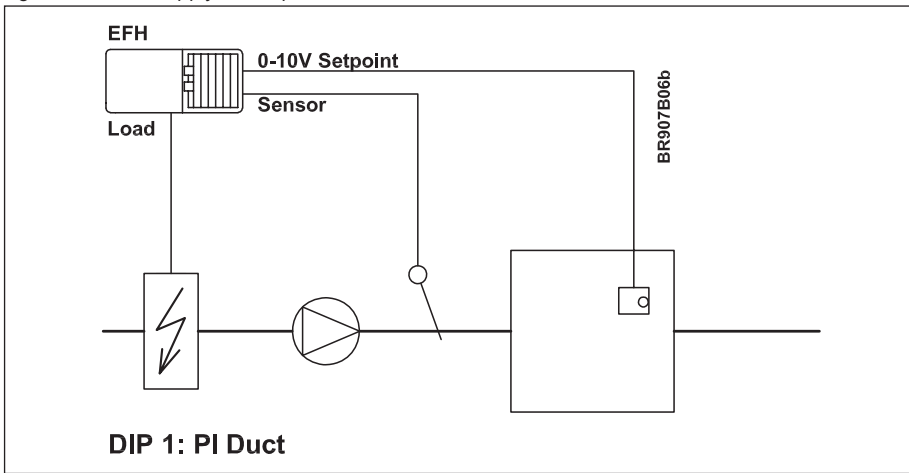 EFH
0-10V Setpoint
Sensor
Load
BR907B06b
DIP 1: PI Duct